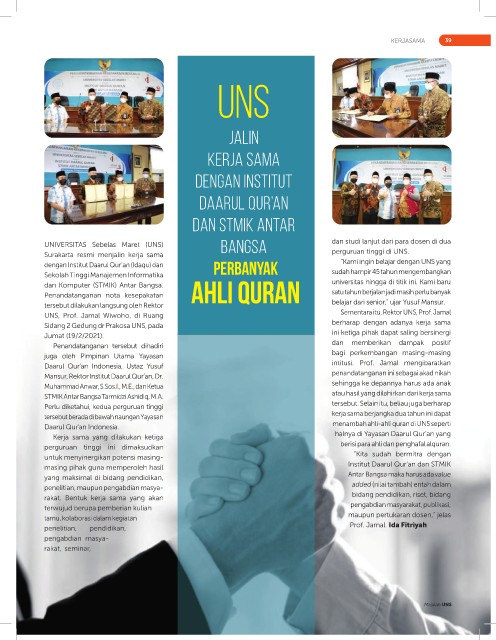 KERJASAMA 39
UNS
JALIN
KERJA SAMA
DENGAN INSTITUT
DAARUL QUR'AN
DAN STMIK ANTAR
BANGSA
PERBANYAK
AHLI QURAN
UNIVERSITAS Sebelas Maret (UNS)
Surakarta resmi menjalin kerja sama
dengan Institut Daarul Qur'an (Idaqu) dan
Sekolah Tinggi Manajemen Informatika
dan Komputer (STMIK) Antar Bangsa.
Penandatanganan nota kesepakatan
tersebut dilakukan langsung oleh Rektor
UNS, Prof. Jamal Wiwoho, di Ruang
Sidang 2 Gedung dr Prakosa UNS, pada
Jumat (19/2/2021).
Penandatanganan tersebut dihadiri
juga oleh Pimpinan Utama Yayasan
Daarul Qur'an Indonesia, Ustaz Yusuf
Mansur, Rektor Institut Daarul Qur'an, Dr.
Muhammad Anwar, S.Sos.I., M.E., dan Ketua
STMIK Antar Bangsa Tarmidzi Ashidiq, M.A.
Perlu diketahui, kedua perguruan tinggi
tersebut berada di bawah naungan Yayasan
Daarul Qur'an Indonesia.
Kerja sama yang dilakukan ketiga
perguruan tinggi ini dimaksudkan
untuk menyinergikan potensi masing-
masing pihak guna memperoleh hasil
yang maksimal di bidang pendidikan,
penelitian, maupun pengabdian masya-
rakat. Bentuk kerja sama yang akan
terwujud berupa pemberian kuliah
tamu, kolaborasi dalam kegiatan
penelitian, pendidikan,
pengabdian masya-
rakat, seminar,
dan studi lanjut dari para dosen di dua
perguruan tinggi di UNS.
"Kami ingin belajar dengan UNS yang
sudah hampir 45 tahun mengembangkan
universitas hingga di titik ini. Kami baru
satu tahun berjalan jadi masih perlu banyak
belajar dari senior," ujar Yusuf Mansur.
Sementara itu, Rektor UNS, Prof. Jamal
berharap dengan adanya kerja sama
ini ketiga pihak dapat saling bersinergi
dan memberikan dampak positif
bagi perkembangan masing-masing
institusi. Prof. Jamal mengibaratkan
penandatanganan ini sebagai akad nikah
sehingga ke depannya harus ada anak
atau hasil yang dilahirkan dari kerja sama
tersebut. Selain itu, beliau juga berharap
kerja sama berjangka dua tahun ini dapat
menambah ahli-ahli quran di UNS seperti
halnya di Yayasan Daarul Qur'an yang
berisi para ahli dan penghafal alquran.
"Kita sudah bermitra dengan
Institut Daarul Qur'an dan STMIK
Antar Bangsa maka harus ada value
added (nilai tambah) entah dalam
bidang pendidikan, riset, bidang
pengabdian masyarakat, publikasi,
maupun pertukaran dosen," jelas
Prof. Jamal. Ida Fitriyah
Majalah UNS